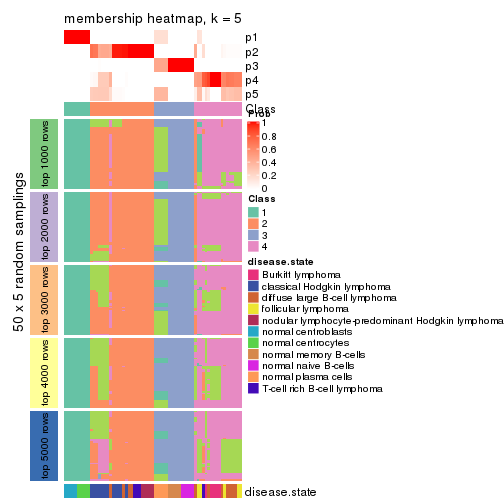 membership heatmap, k = 5
p1
p2
p3
p4
p5
Class
Prob
1
0.8
0.6
0.4
0.2
0
Class
1
2
3
4
disease.state
Burkitt lymphoma
classical Hodgkin lymphoma
diffuse large B-cell lymphoma
follicular lymphoma
nodular lymphocyte-predominant Hodgkin lymphoma
normal centroblasts
normal centrocytes
normal memory B-cells
normal naive B-cells
normal plasma cells
T-cell rich B-cell lymphoma
50 x 5 random samplings
top 1000 rows
top 2000 rows
top 3000 rows
top 4000 rows
top 5000 rows
disease.state